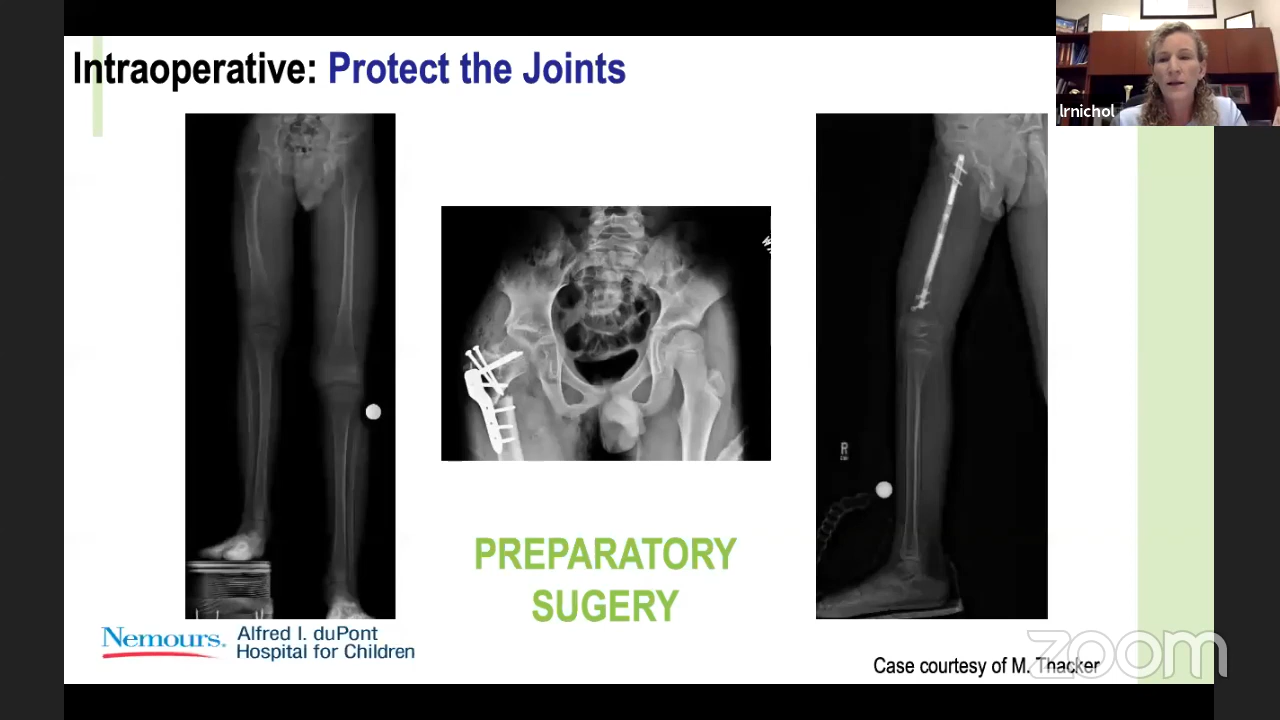 Intraoperative: Protect the Joints
lrnichol
R
PREPARATORY
SUGERY
Nemours. Alfred I. duPont
Hospital for Children
Case courtesy of M. Thacker
zoom